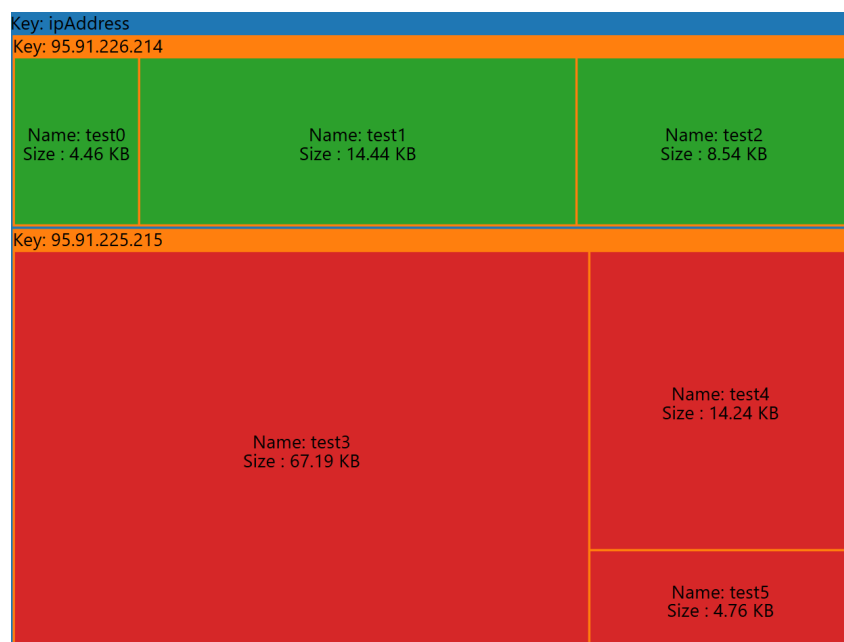 Key: ipAddress
Key: 95.91.226.214
Name: test0
Size : 4.46 KB
Name: test1
Size : 14.44 KB
Name: test2
Size : 8.54 KB
Key: 95.91.225.215
Name: test3
Size : 67.19 KB
Name: test4
Size : 14.24 KB
Name: test5
Size : 4.76 KB